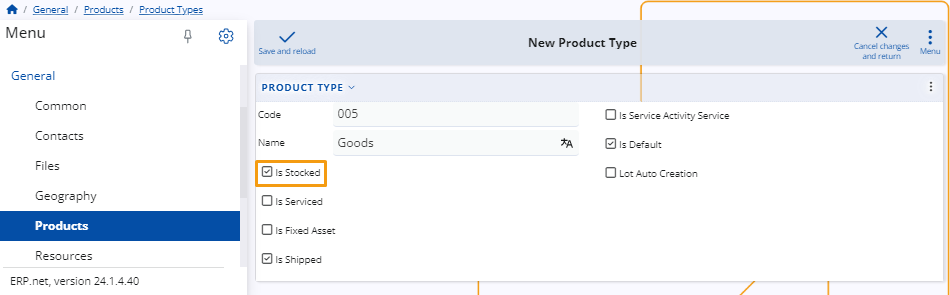 / General / Products / Product Types
Menu
General
Common
Contacts
Files
Geography
Products
Resources
ERP.net, version 24.1.4.40
Save and reload
New Product Type
Cancel changes
and return
Menu
PRODUCT TYPE
Code 005
Name Goods
Is Stocked
Is Serviced
Is Fixed Asset
Is Shipped
Is Service Activity Service
Is Default
Lot Auto Creation